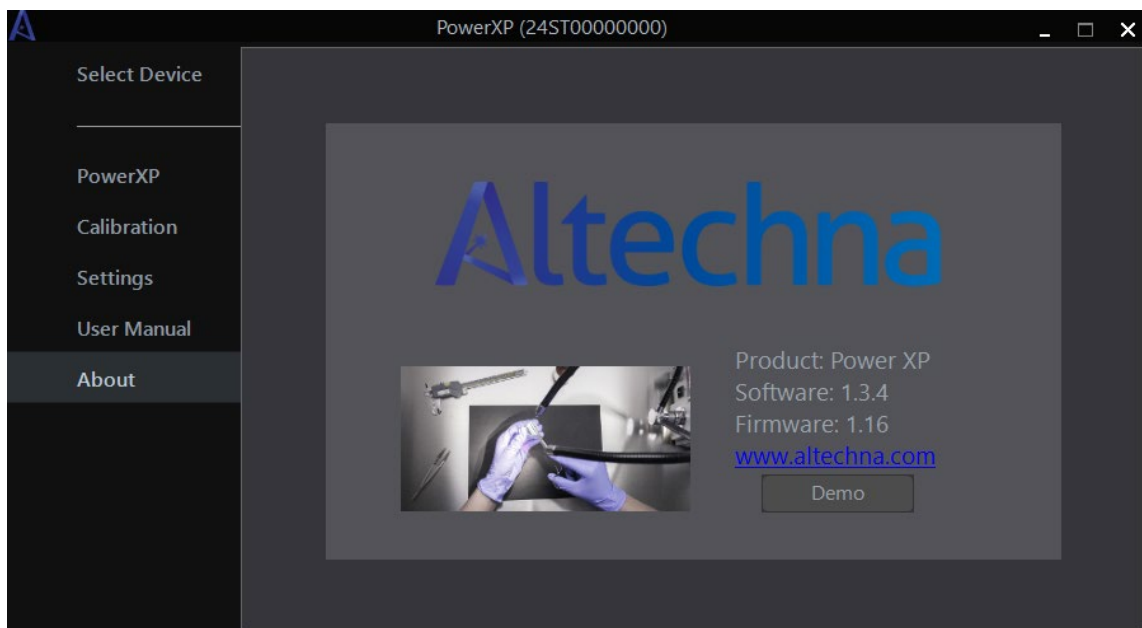 PowerXP (24ST00000000)
Select Device
PowerXP
Calibration
Settings
User Manual
About
Altechna
Product: Power XP
Software: 1.3.4
Firmware: 1.16
www.altechna.com
Demo